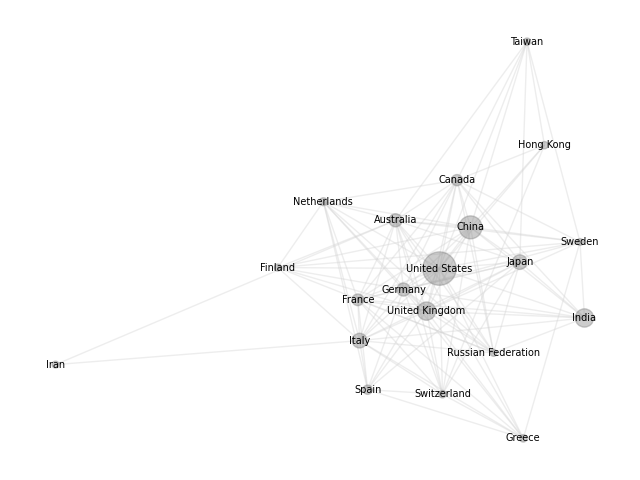 Taiwan
Hong Kong
Canada
Netherlands
Australia
China
Sweden
Japan
Finland
United States
Germany
France
United Kingdom
India
Italy
Russian Federation
Iran
Spain
Switzerland
Greece